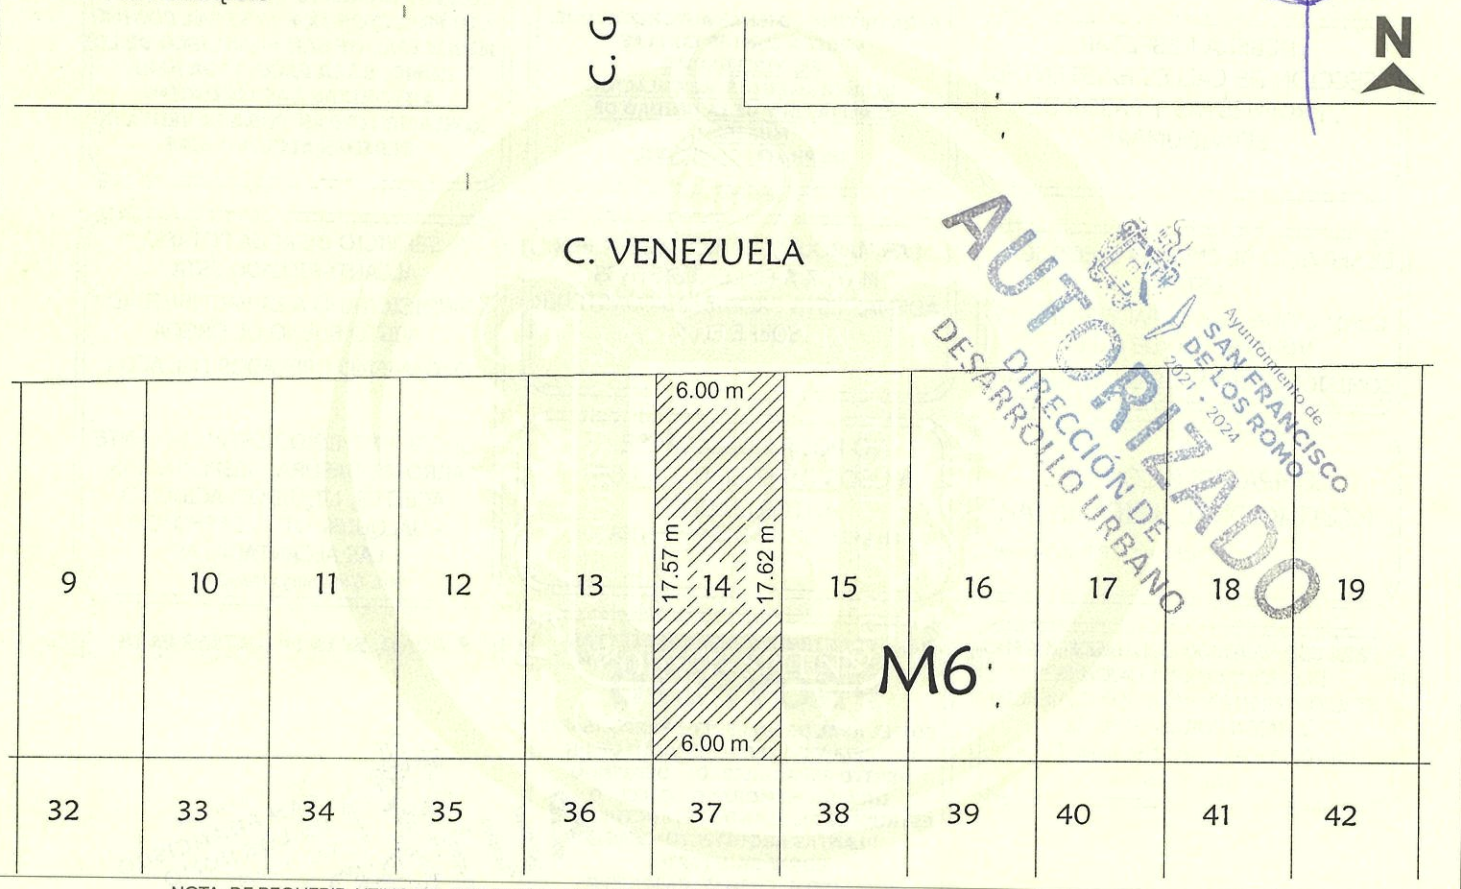 C. G
N
C. VENEZUELA
AUTORIZADO
DIRECCIÓN DE
DESARROLLO URBANO
Ayuntamiento de
SAN FRANCISCO
DE LOS ROMO
2021 - 2024
6.00 m
17.57 m
17.62 m
9 10 11 12 13 14 15 16 17 18 19
M6
6.00 m
32 33 34 35 36 37 38 39 40 41 42